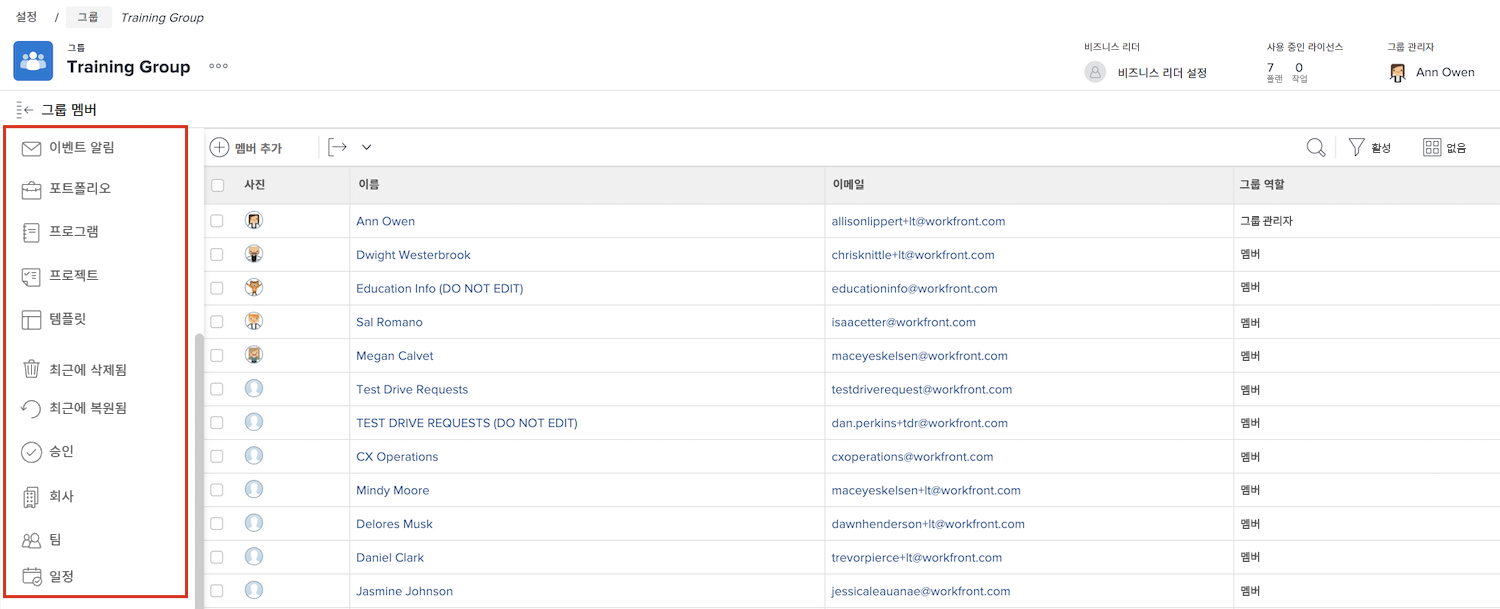 설정 / 그룹 Training Group
그룹
Training Group
비즈니스 리더
비즈니스 리더 설정
사용 중인 라이선스
7 0
플랜 작업
그룹 관리자
Ann Owen
그룹 멤버
이벤트 알림
포트폴리오
프로그램
프로젝트
템플릿
최근에 삭제됨
최근에 복원됨
승인
회사
팀
일정
멤버 추가 활성 없음
사진 이름 이메일 그룹 역할
Ann Owen allisonlippert+lt@workfront.com 그룹 관리자
Dwight Westerbrook chrisknittle+lt@workfront.com 멤버
Education Info (DO NOT EDIT) educationinfo@workfront.com 멤버
Sal Romano isaacetter@workfront.com 멤버
Megan Calvet maceyeskelsen@workfront.com 멤버
Test Drive Requests testdriverequest@workfront.com 멤버
TEST DRIVE REQUESTS (DO NOT EDIT) dan.perkins+tdr@workfront.com 멤버
CX Operations cxoperations@workfront.com 멤버
Mindy Moore maceyeskelsen+lt@workfront.com 멤버
Delores Musk dawnhenderson+lt@workfront.com 멤버
Daniel Clark trevorpierce+lt@workfront.com 멤버
Jasmine Johnson jessicaleauanae@workfront.com 멤버